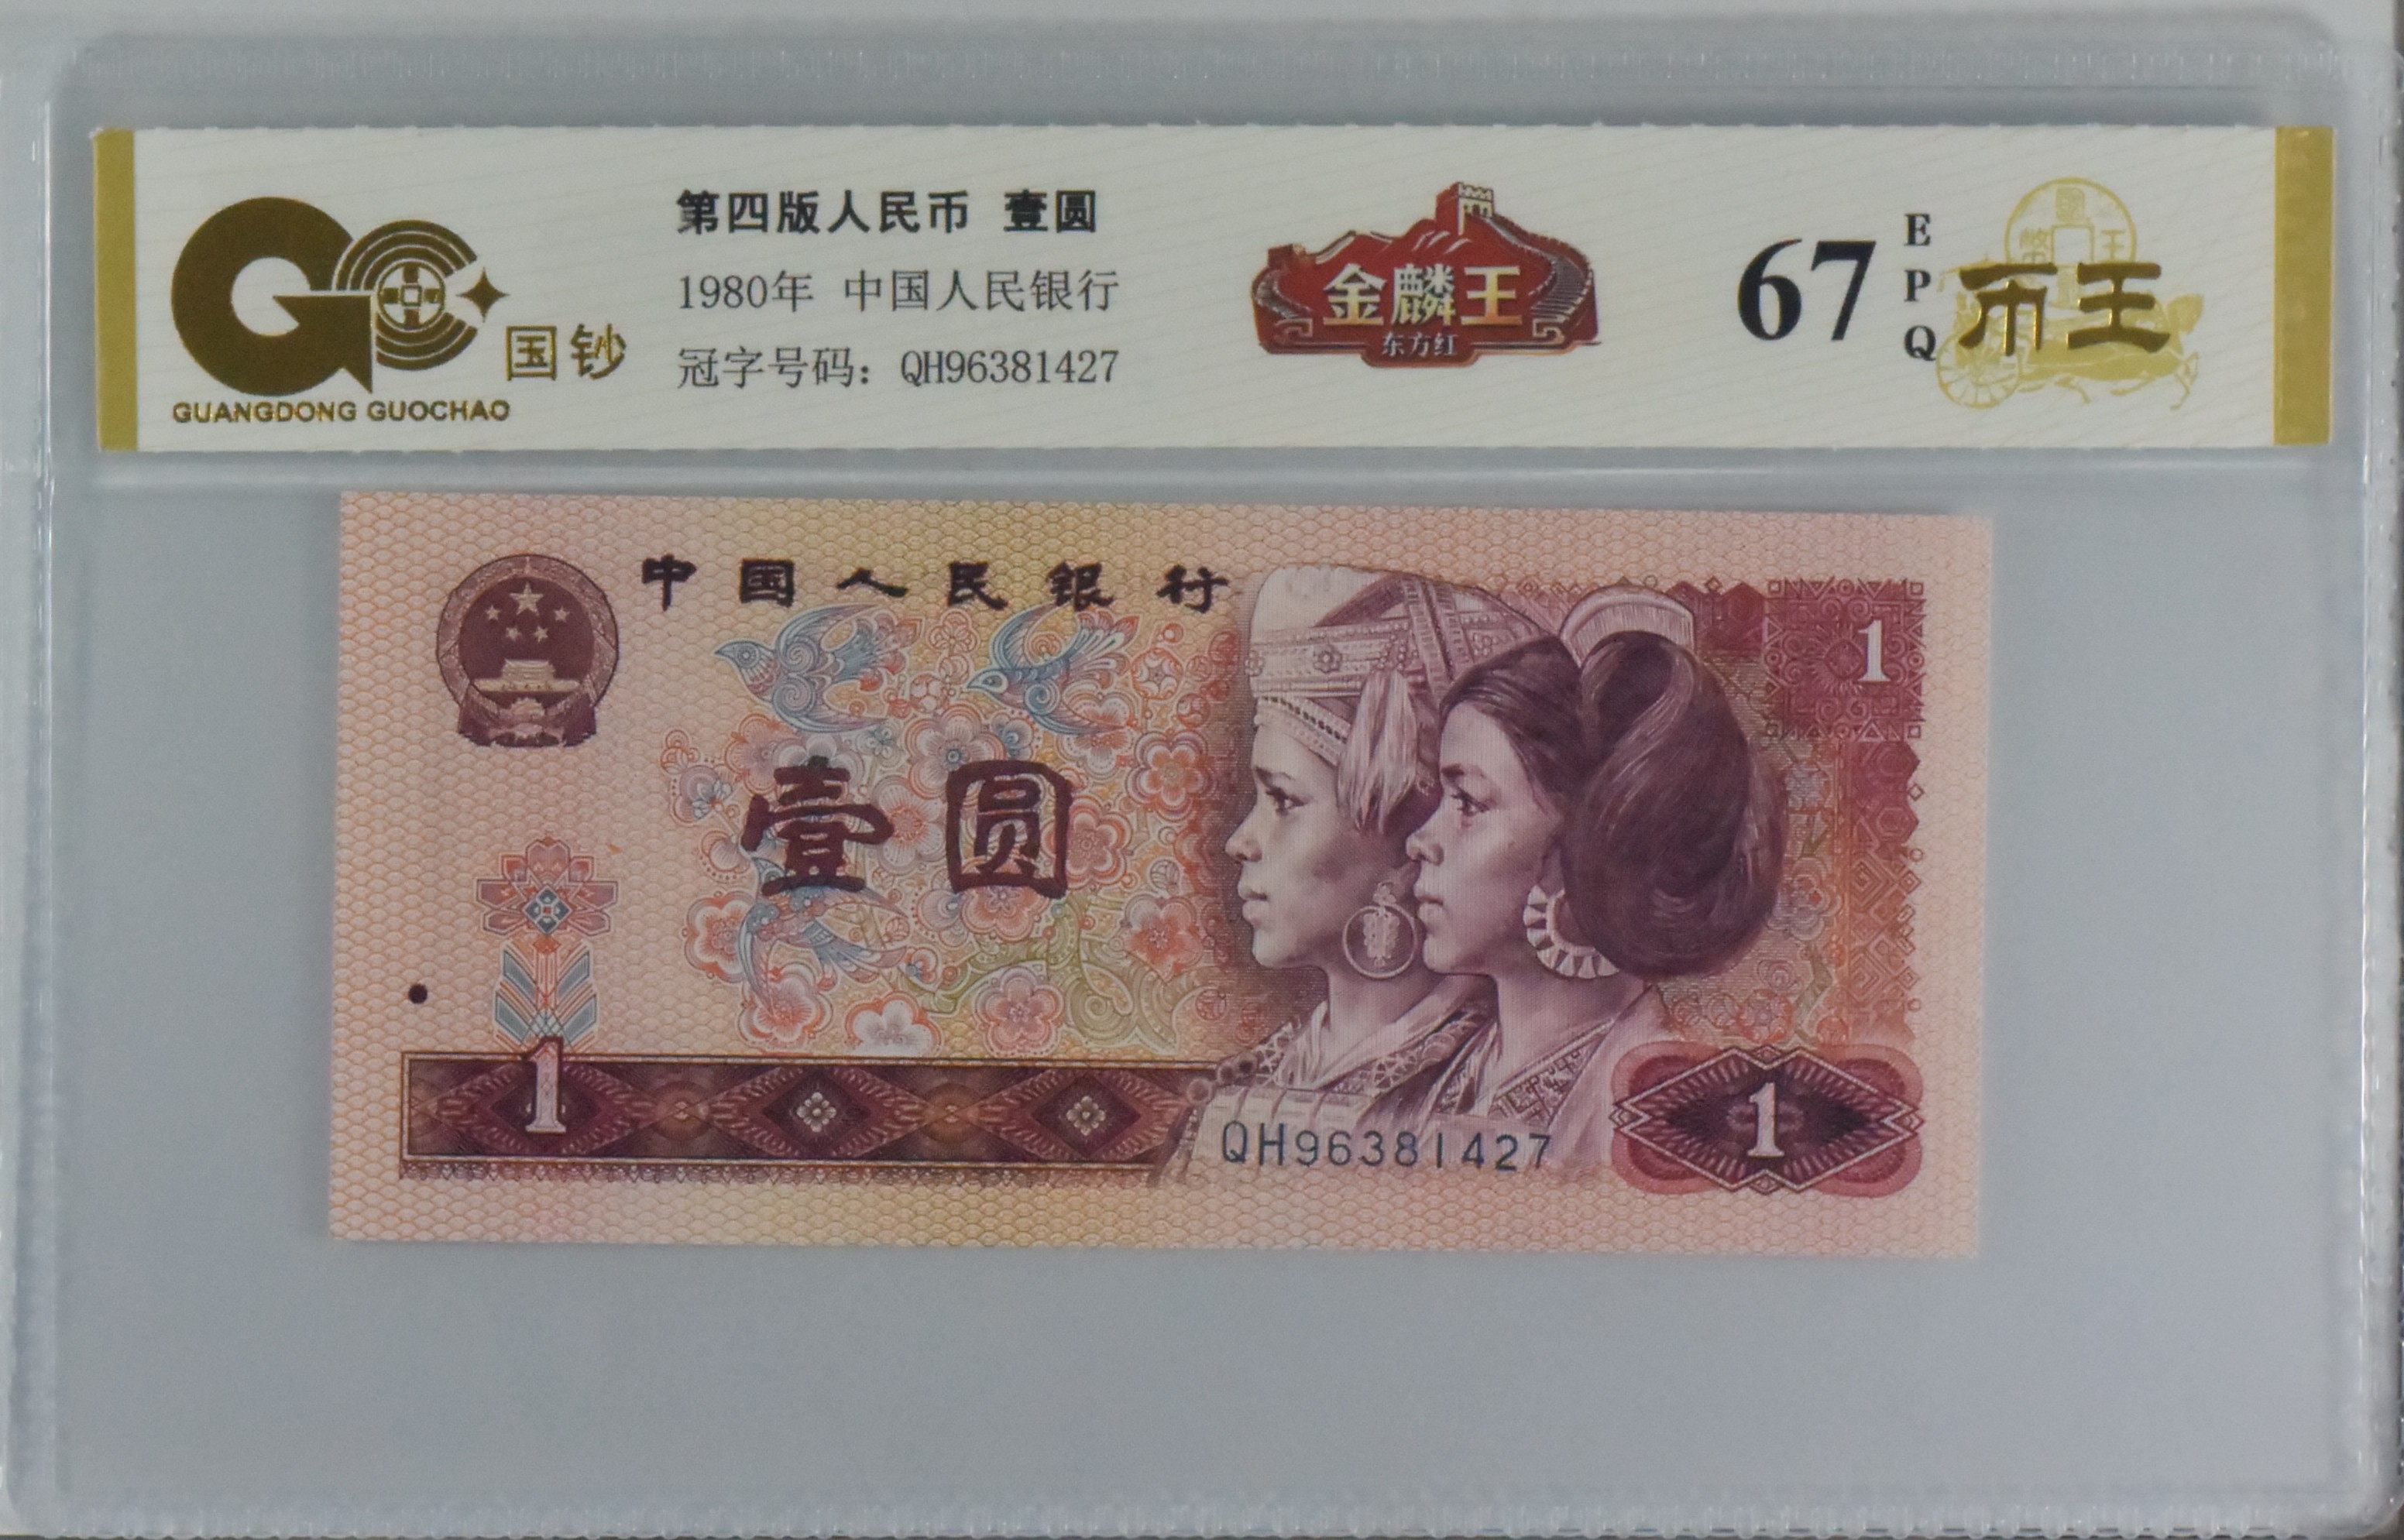 第四版人民币 壹圆
1980年 中国人民银行
冠字号码：QH96381427
国钞
GUANGDONG GUOCHAO
金麟王
东方红
67
E
P
Q
币王
中国人民银行
1
壹圆
1
QH96381427
1